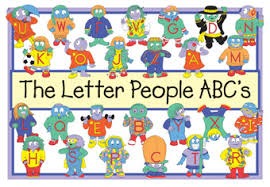 U W V G D N
K O J A M
The Letter People ABC's
Q E B X
H S P C I R